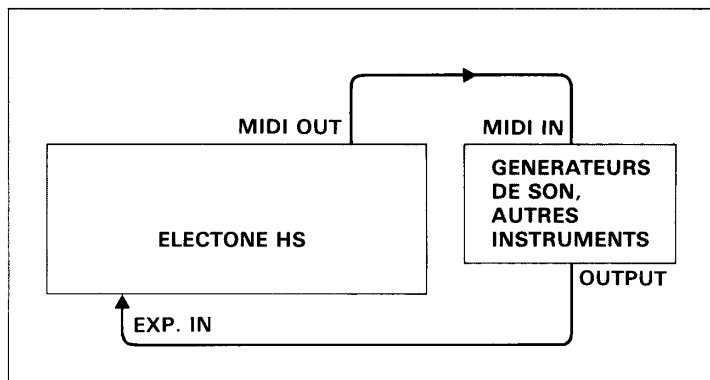 MIDI OUT
MIDI IN
ELECTONE HS
GENERATEURS
DE SON,
AUTRES
INSTRUMENTS
OUTPUT
EXP. IN